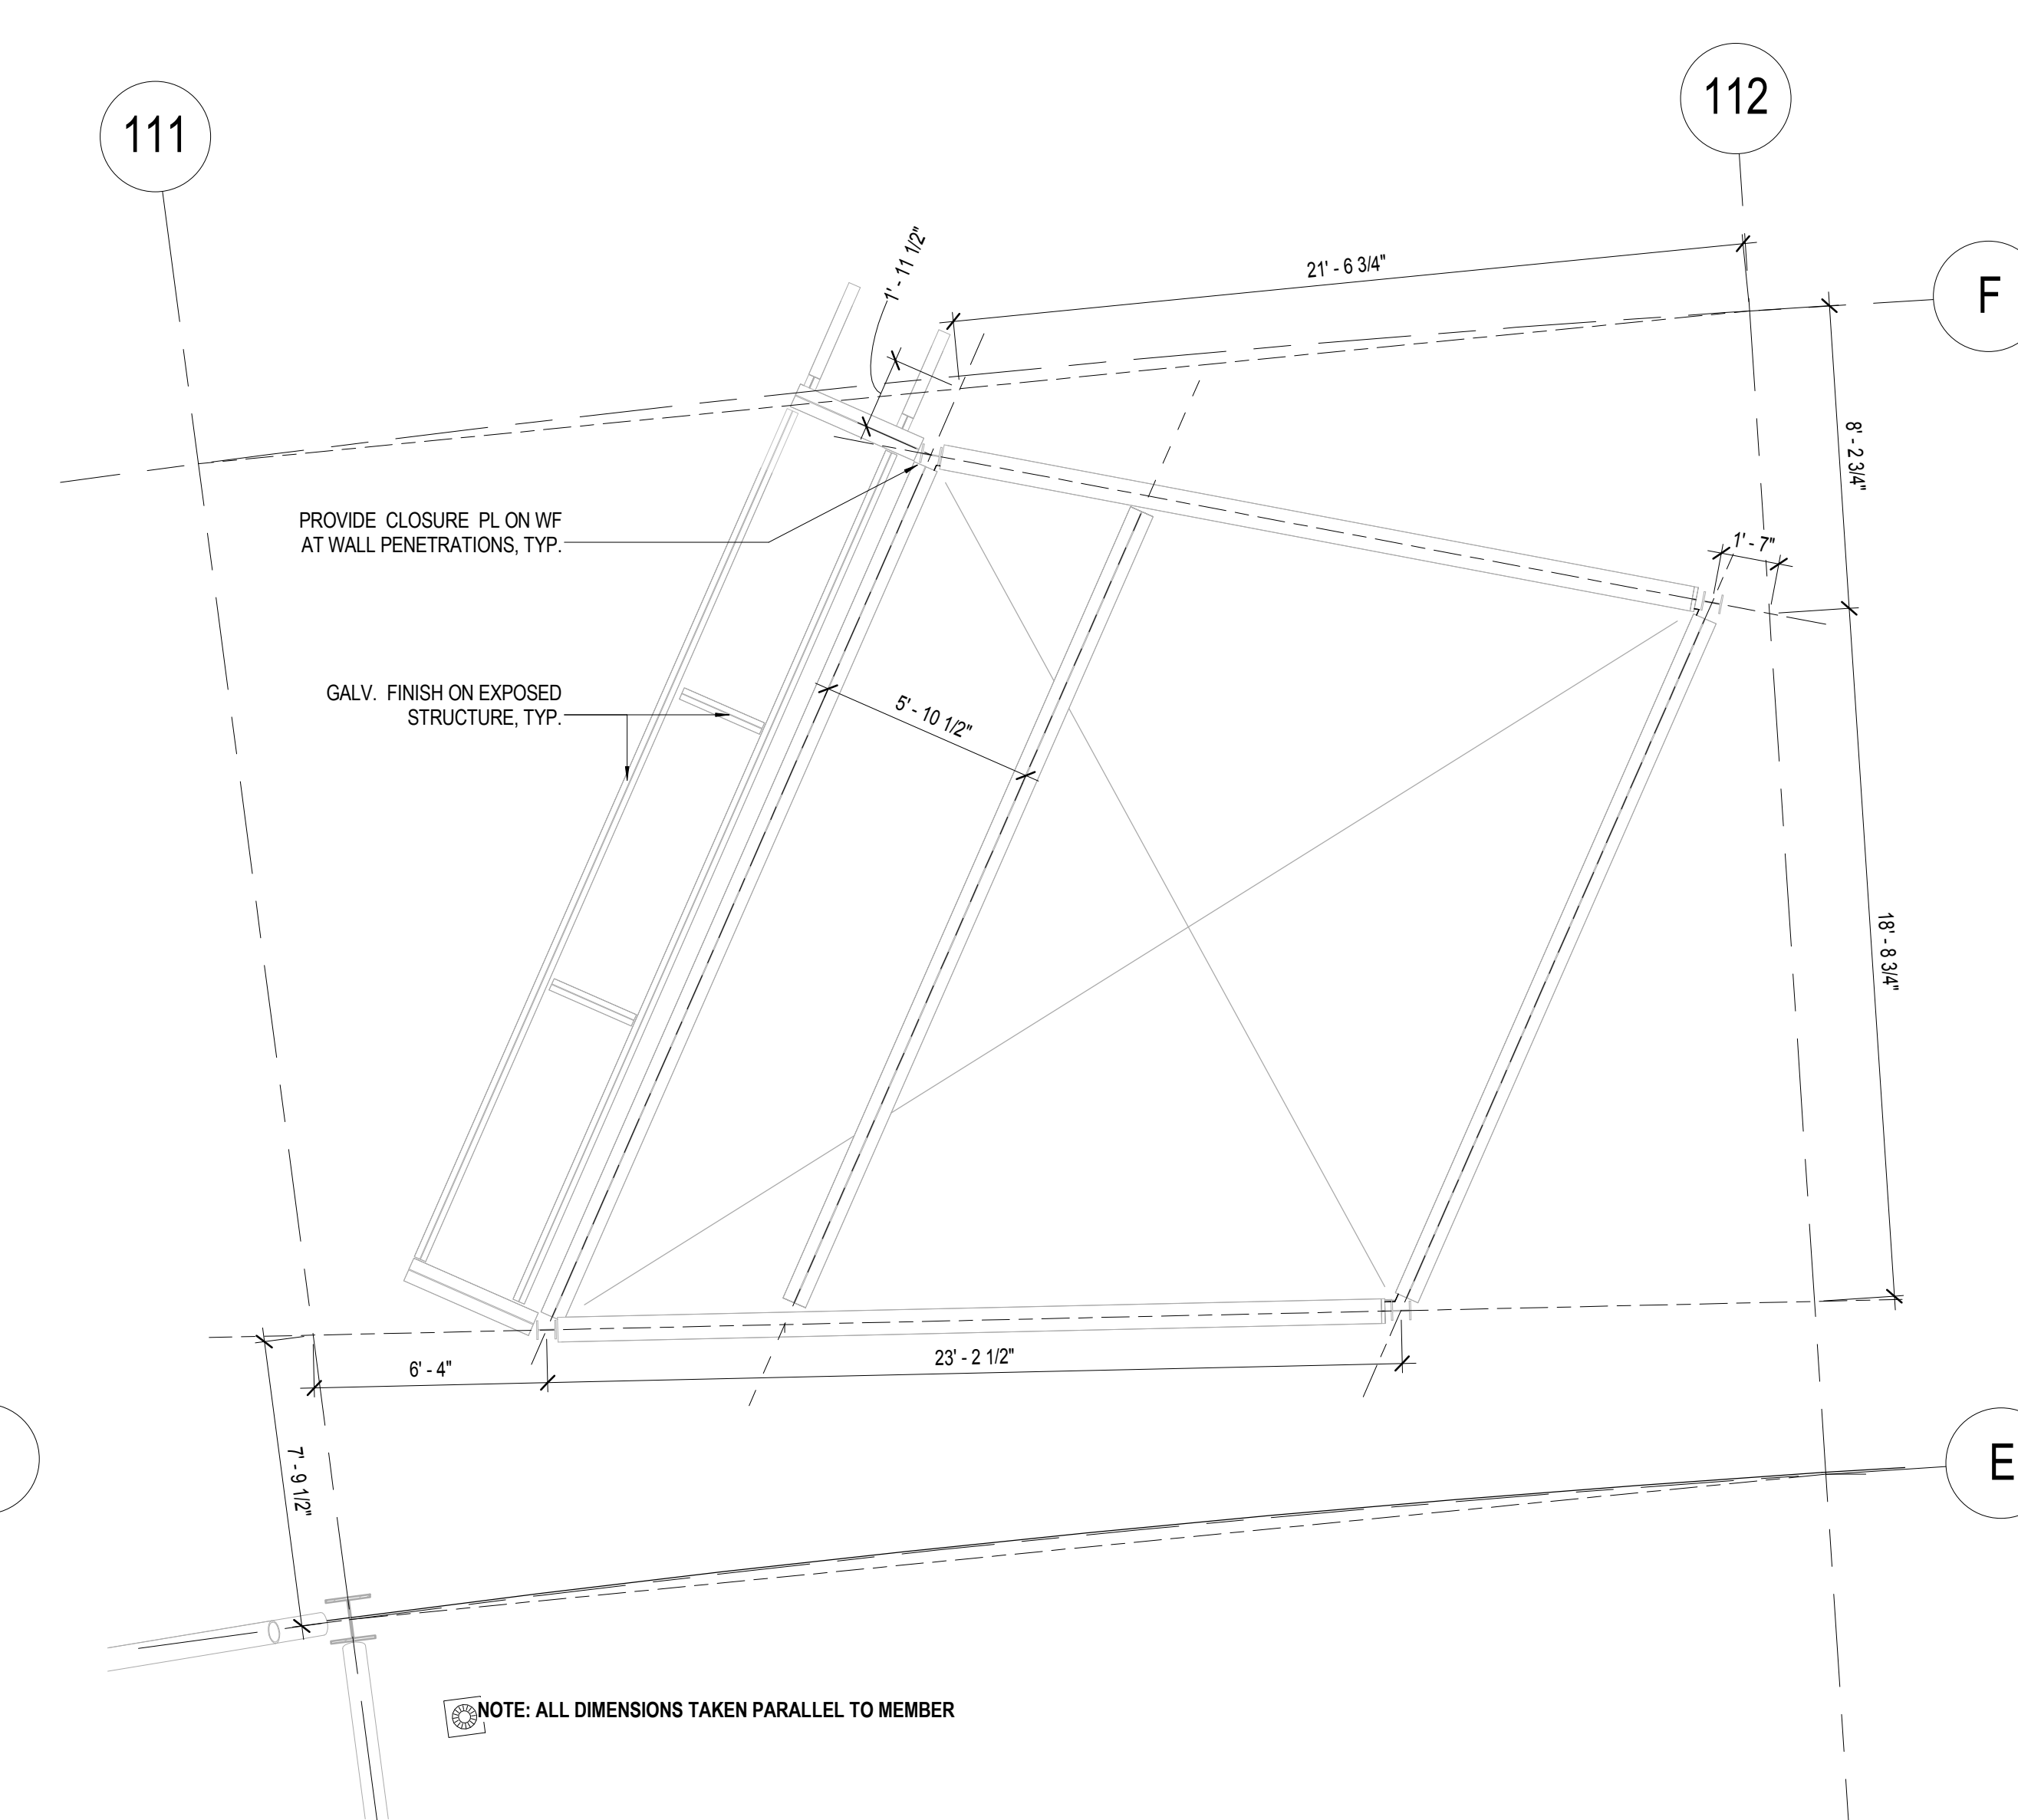 111
112
F
21' - 6 3/4"
1' - 11 1/2"
8' - 2 3/4"
PROVIDE CLOSURE PL ON WF
AT WALL PENETRATIONS, TYP.
1' - 7"
GALV. FINISH ON EXPOSED
STRUCTURE, TYP.
5' - 10 1/2"
18' - 8 3/4"
6' - 4"
23' - 2 1/2"
7' - 9 1/2"
E
NOTE: ALL DIMENSIONS TAKEN PARALLEL TO MEMBER